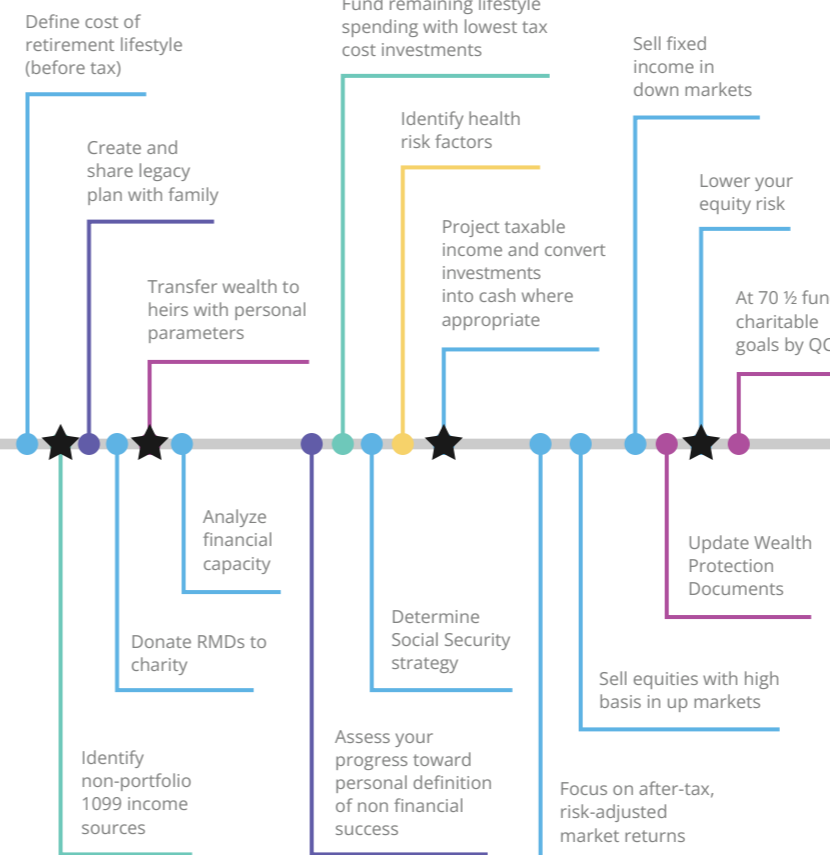 Define cost of
retirement lifestyle
(before tax)
Create and
share legacy
plan with family
Transfer wealth to
heirs with personal
parameters
Fund remaining lifestyle
spending with lowest tax
cost investments
Identify health
risk factors
Project taxable
income and convert
investments
into cash where
appropriate
Sell fixed
income in
down markets
Lower your
equity risk
At 70 ½
charitable
goals by
Analyze
financial
capacity
Donate RMDs to
charity
Identify
non-portfolio
1099 income
sources
Determine
Social Security
strategy
Assess your
progress toward
personal definition
of non financial
success
Update Wealth
Protection
Documents
Sell equities with high
basis in up markets
Focus on after-tax,
risk-adjusted
market returns